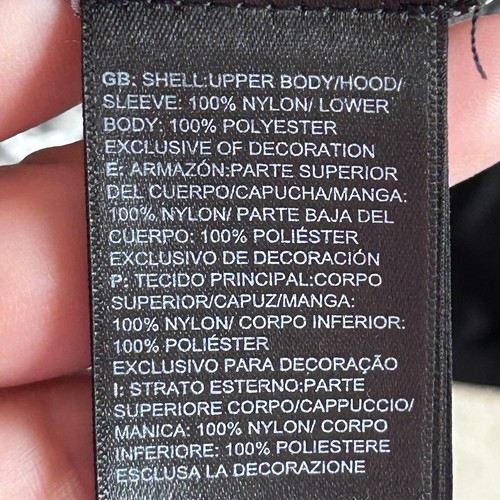 GB: SHELL:UPPER BODY/HOOD/
SLEEVE: 100% NYLON/ LOWER
BODY: 100% POLYESTER
EXCLUSIVE OF DECORATION
E: ARMAZÓN:PARTE SUPERIOR
DEL CUERPO/CAPUCHA/MANGA:
100% NYLON/ PARTE BAJA DEL
CUERPO: 100% POLIÉSTER
EXCLUSIVO DE DECORACIÓN
P: TECIDO PRINCIPAL:CORPO
SUPERIOR/CAPUZ/MANGA:
100% NYLON/ CORPO INFERIOR:
100% POLIÉSTER
EXCLUSIVO PARA DECORAÇÃO
I: STRATO ESTERNO:PARTE
SUPERIORE CORPO/CAPPUCCIO/
MANICA: 100% NYLON/ CORPO
INFERIORE: 100% POLIESTERE
ESCLUSA LA DECORAZIONE